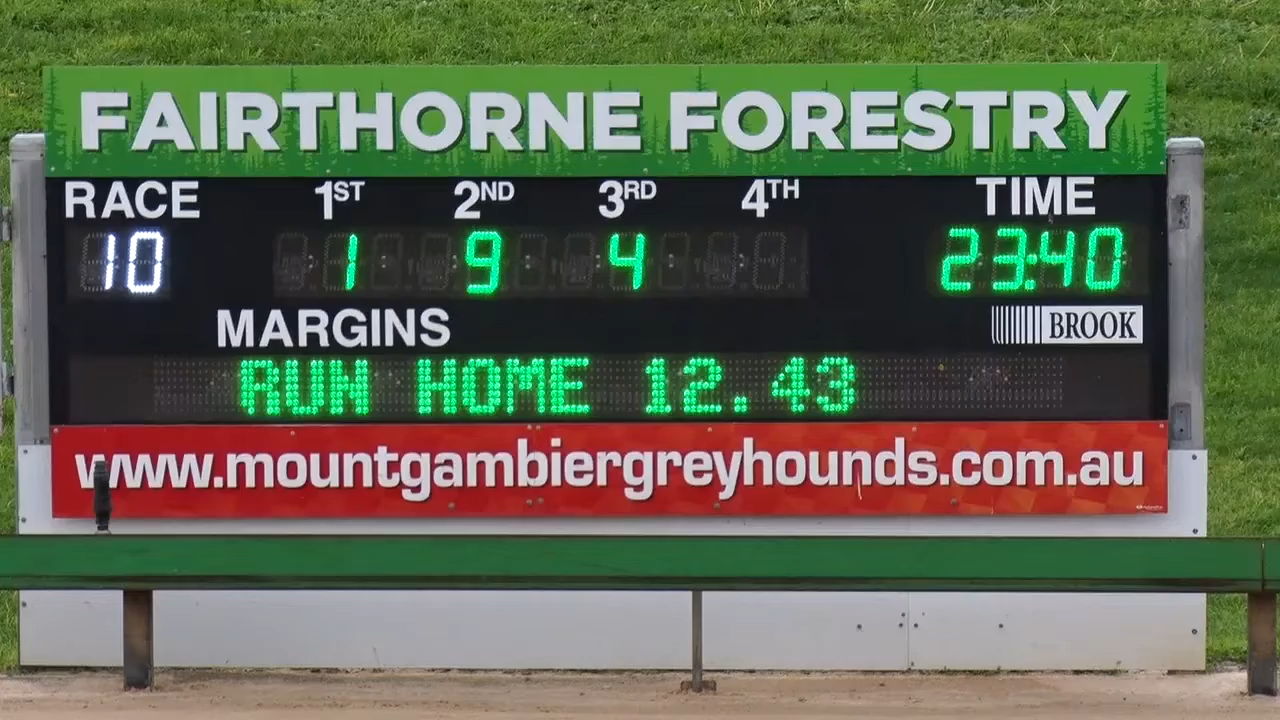 FAIRTHORNE FORESTRY
RACE 1ST 2ND 3RD 4TH TIME
10 1 9 4 23:40
MARGINS BROOK
RUN HOME 12.43
www.mountgambiergreyhounds.com.au